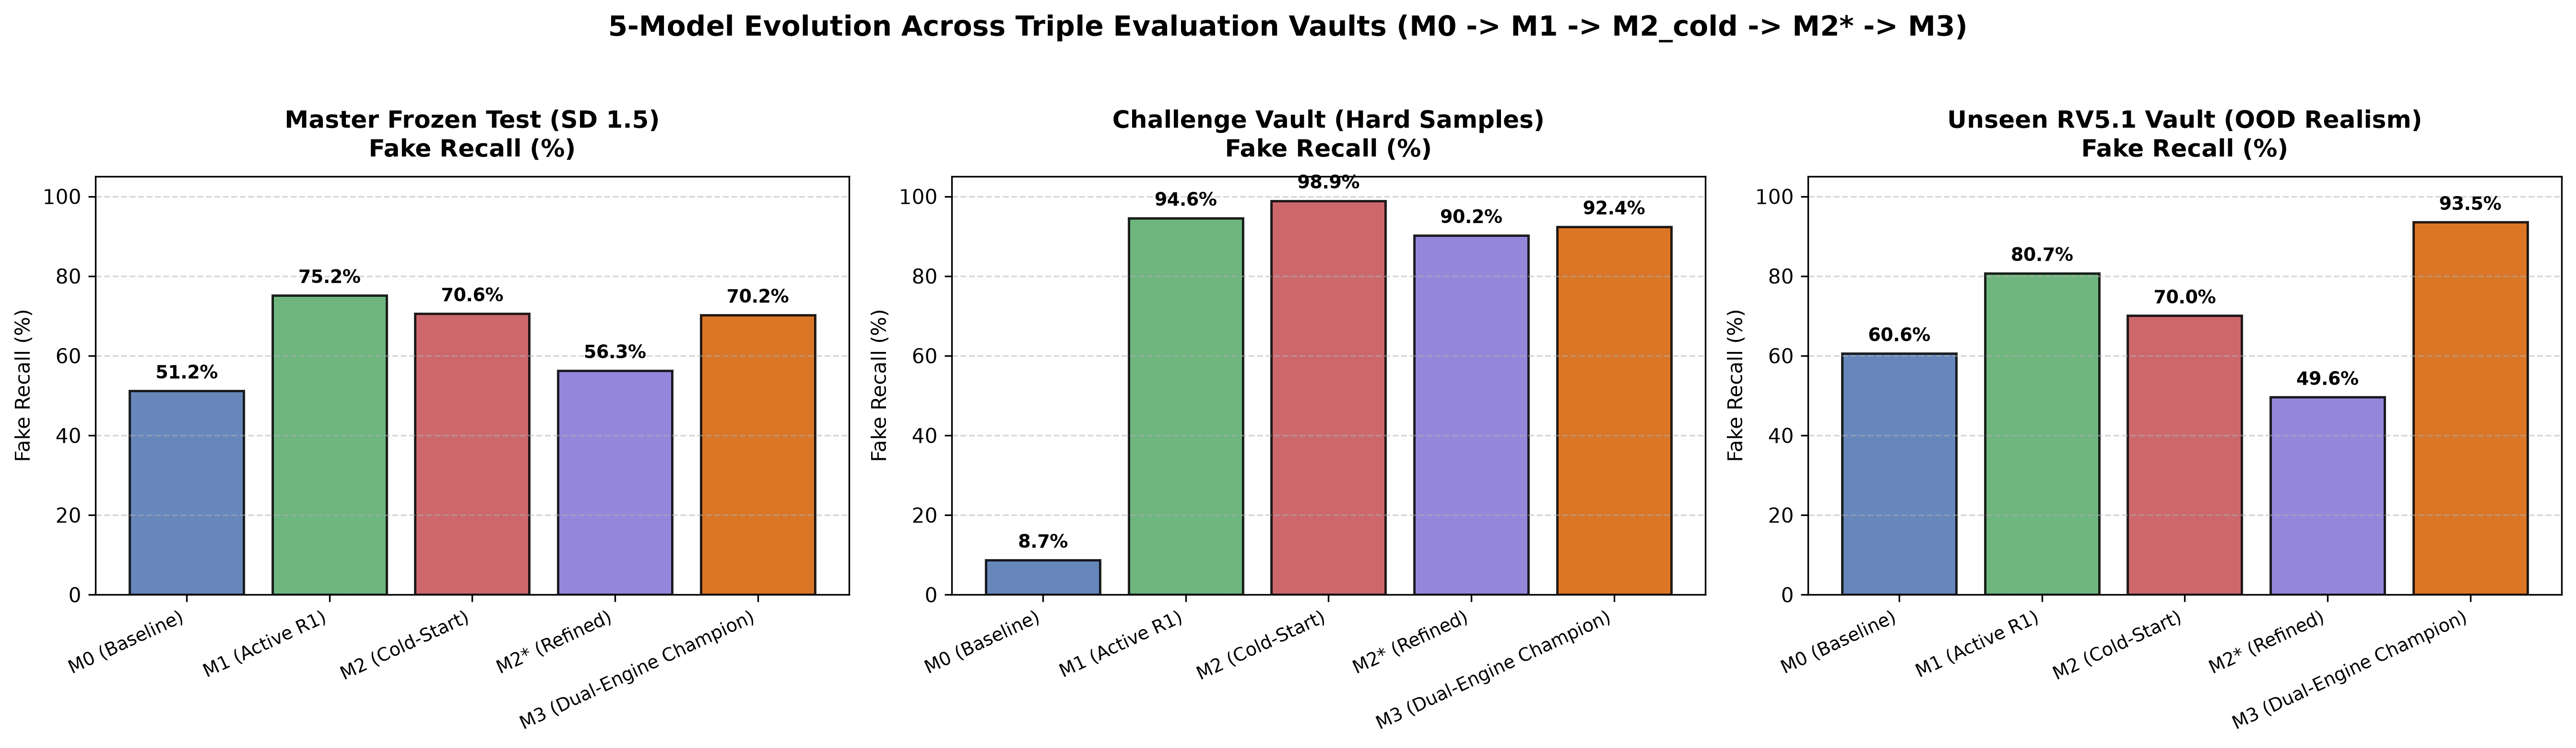 5-Model Evolution Across Triple Evaluation Vaults (M0 -> M1 -> M2_cold -> M2* -> M3)
Master Frozen Test (SD 1.5)
Fake Recall (%)
Fake Recall (%)
100
80
60
40
20
0
51.2%
75.2%
70.6%
56.3%
70.2%
M0 (Baseline)
M1 (Active R1)
M2 (Cold-Start)
M2* (Refined)
M3 (Dual-Engine Champion)
Challenge Vault (Hard Samples)
Fake Recall (%)
Fake Recall (%)
100
80
60
40
20
0
8.7%
94.6%
98.9%
90.2%
92.4%
M0 (Baseline)
M1 (Active R1)
M2 (Cold-Start)
M2* (Refined)
M3 (Dual-Engine Champion)
Unseen RV5.1 Vault (OOD Realism)
Fake Recall (%)
Fake Recall (%)
100
80
60
40
20
0
60.6%
80.7%
70.0%
49.6%
93.5%
M0 (Baseline)
M1 (Active R1)
M2 (Cold-Start)
M2* (Refined)
M3 (Dual-Engine Champion)